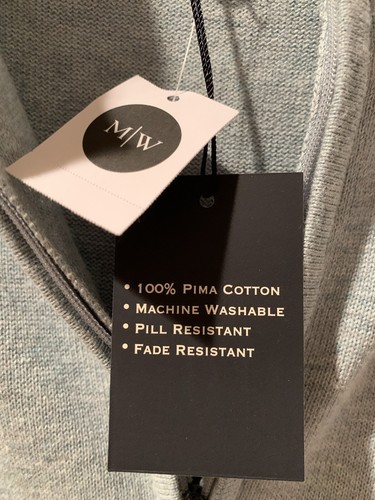 M|W
• 100% PIMA COTTON
• MACHINE WASHABLE
• PILL RESISTANT
• FADE RESISTANT